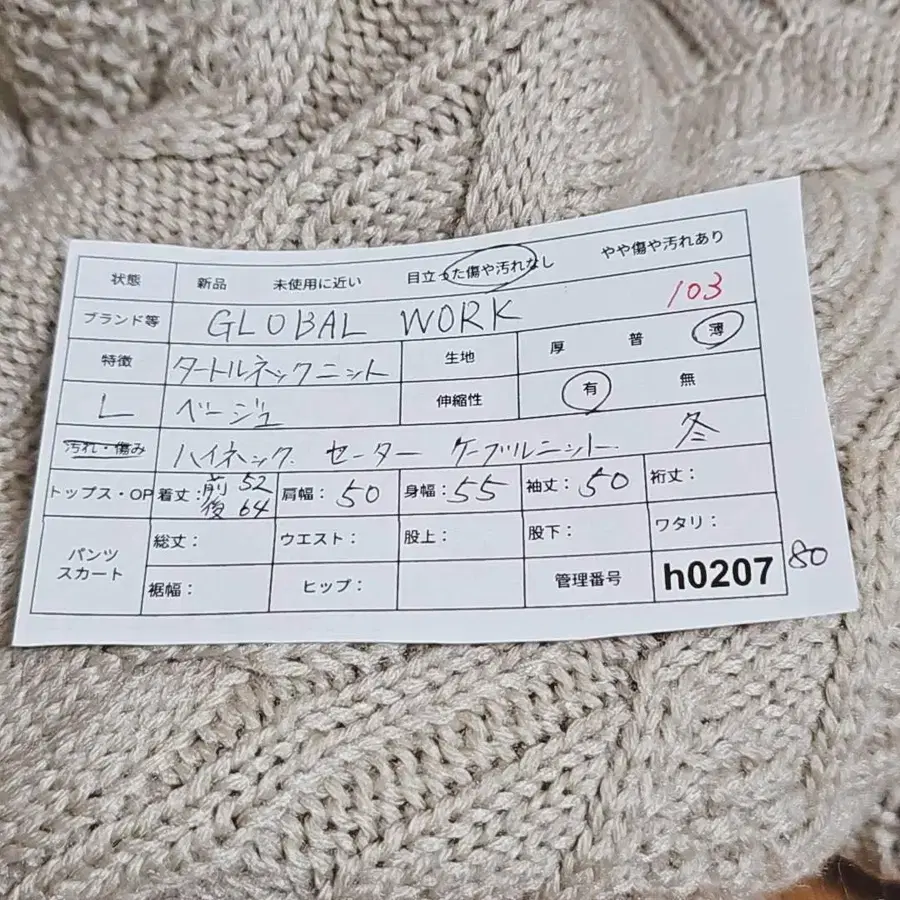 状態 新品 未使用に近い 目立った傷や汚れなし やや傷や汚れあり
ブランド等 GLOBAL WORK 103
特徴 タートルネックニット 生地 厚 普 薄
L ベージュ 伸縮性 有 無
汚れ・傷み ハイネック. セーター ケーブルニット. 冬
トップス・OP 着丈: 前 52 後 64 肩幅: 50 身幅: 55 袖丈: 50 裄丈:
パンツ スカート 総丈: ウエスト: 股上: 股下: ワタリ:
裾幅: ヒップ: 管理番号 h0207 80